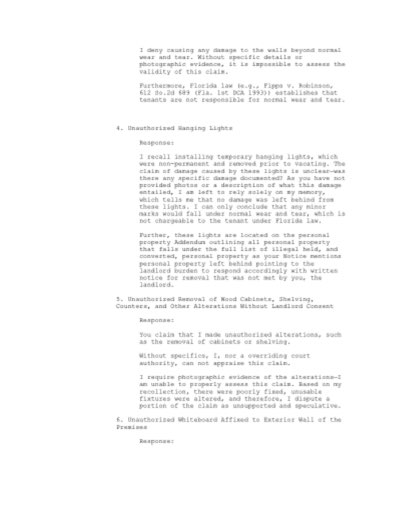 I deny causing any damage to the walls beyond normal
wear and tear. Without specific details or
photographic evidence, it is impossible to assess the
validity of this claim.
Furthermore, Florida law (e.g., Fipps v. Robinson,
612 So.2d 689 (Fla. 1st DCA 1993)) establishes that
tenants are not responsible for normal wear and tear.
4. Unauthorized Hanging Lights
Response:
I recall installing temporary hanging lights, which
were non-permanent and removed prior to vacating. The
claim of damage caused by these lights is unclear—was
there any specific damage documented? As you have not
provided photos or a description of what this damage
entailed, I am left to rely solely on my memory,
which tells me that no damage was left behind from
these lights. I can only conclude that any minor
marks would fall under normal wear and tear, which is
not chargeable to the tenant under Florida law.
Further, these lights are located on the personal
property Addendum outlining all personal property
that falls under the full list of illegal held, and
converted, personal property as your Notice mentions
personal property left behind pointing to the
landlord burden to respond accordingly with written
notice for removal that was not met by you, the
landlord.
5. Unauthorized Removal of Wood Cabinets, Shelving,
Counters, and Other Alterations Without Landlord Consent
Response:
You claim that I made unauthorized alterations, such
as the removal of cabinets or shelving.
Without specifics, I, nor a overriding court
authority, can not appraise this claim.
I require photographic evidence of the alterations—I
am unable to properly assess this claim. Based on my
recollection, there were poorly fixed, unusable
fixtures were altered, and therefore, I dispute a
portion of the claim as unsupported and speculative.
6. Unauthorized Whiteboard Affixed to Exterior Wall of the
Premises
Response: